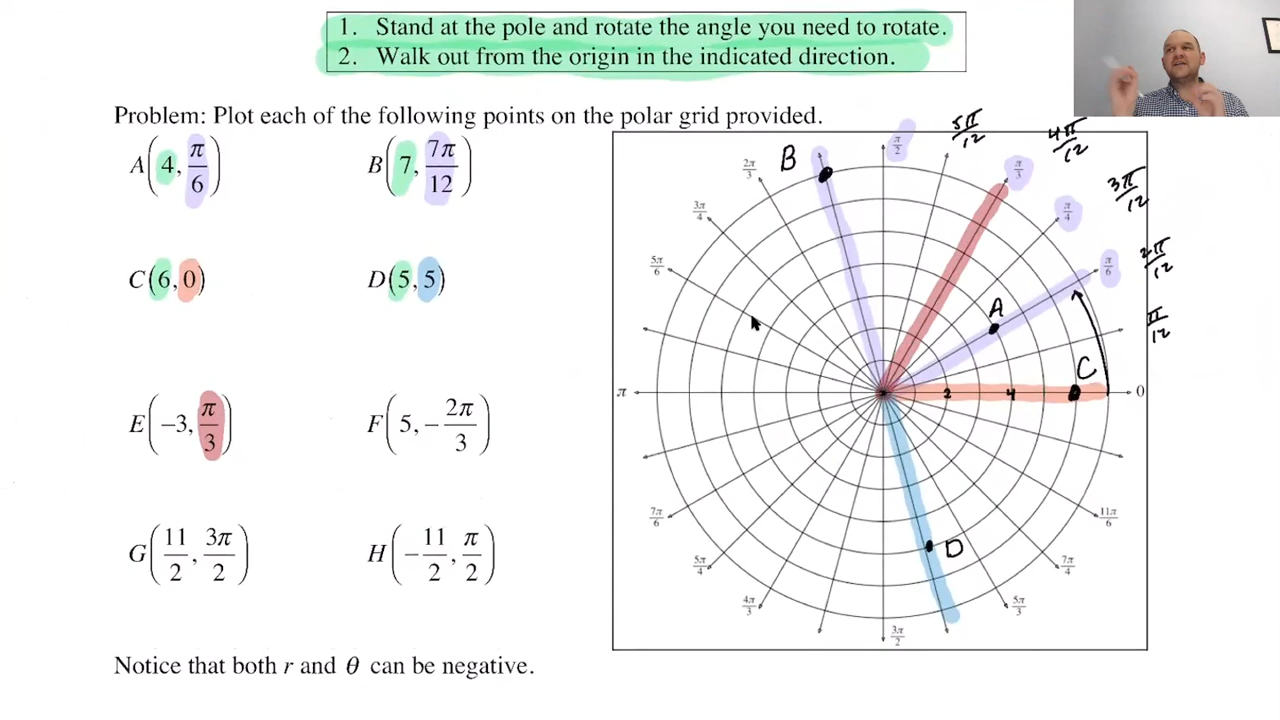 1. Stand at the pole and rotate the angle you need to rotate.
2. Walk out from the origin in the indicated direction.
Problem: Plot each of the following points on the polar grid provided.
A(4, π/6) B(7, 7π/12)
C(6, 0) D(5, 5)
E(−3, π/3) F(5, −2π/3)
G(11/2, 3π/2) H(−11/2, π/2)
Notice that both r and θ can be negative.
5π/12
4π/12
3π/12
2π/12
π/12
B
π/2
2π/3
π/3
3π/4
π/4
5π/6
π/6
A
C
π
2
4
0
D
7π/6
11π/6
5π/4
7π/4
4π/3
5π/3
3π/2